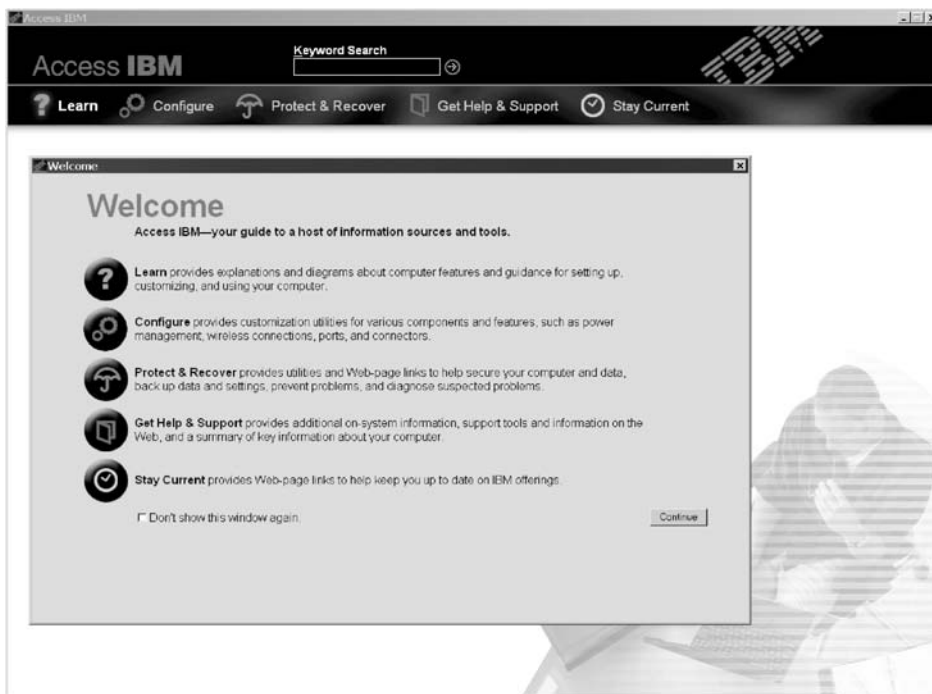 Access IBM
Keyword Search
IBM
Access IBM
Learn Configure Protect & Recover Get Help & Support Stay Current
Welcome
Welcome
Access IBM—your guide to a host of information sources and tools.
Learn provides explanations and diagrams about computer features and guidance for setting up,
customizing, and using your computer.
Configure provides customization utilities for various components and features, such as power
management, wireless connections, ports, and connectors.
Protect & Recover provides utilities and Web-page links to help secure your computer and data,
back up data and settings, prevent problems, and diagnose suspected problems.
Get Help & Support provides additional on-system information, support tools and information on the
Web, and a summary of key information about your computer.
Stay Current provides Web-page links to help keep you up to date on IBM offerings.
Don't show this window again.
Continue